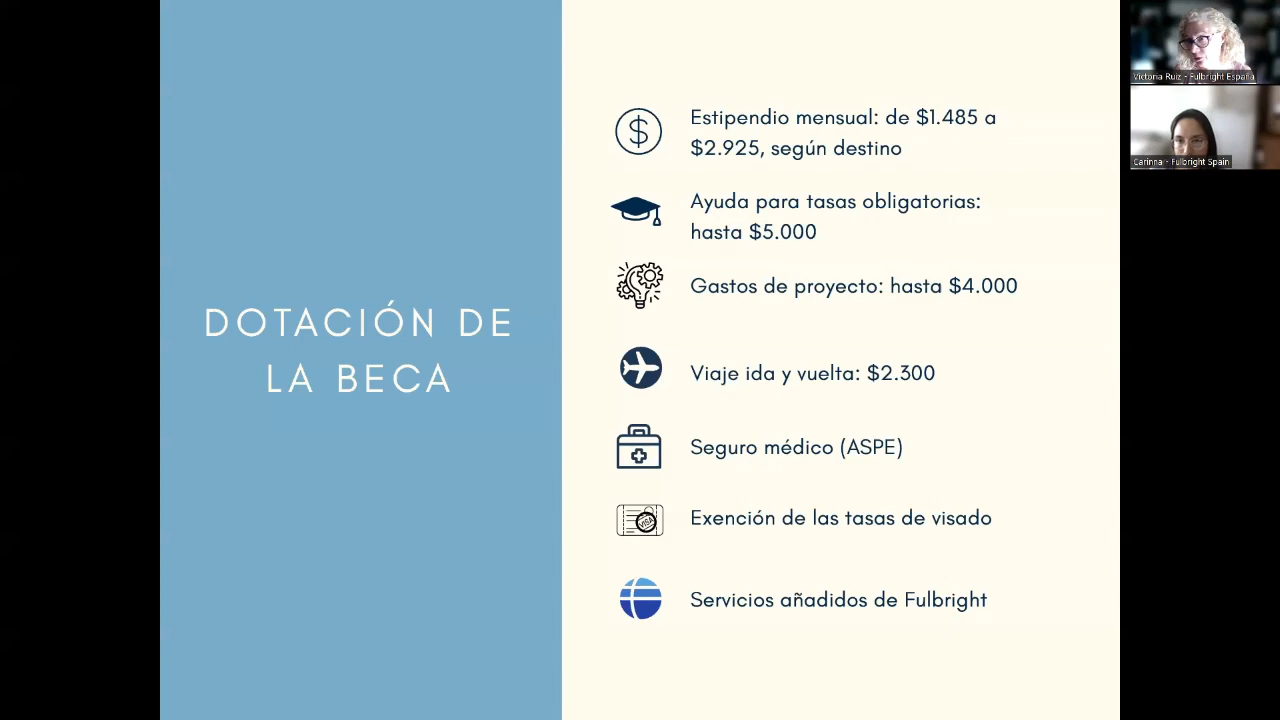 DOTACIÓN DE
LA BECA
Estipendio mensual: de $1.485 a
$2.925, según destino
Ayuda para tasas obligatorias:
hasta $5.000
Gastos de proyecto: hasta $4.000
Viaje ida y vuelta: $2.300
Seguro médico (ASPE)
VISA
Exención de las tasas de visado
Servicios añadidos de Fulbright
Victoria Ruiz - Fulbright España
Carinna - Fulbright Spain